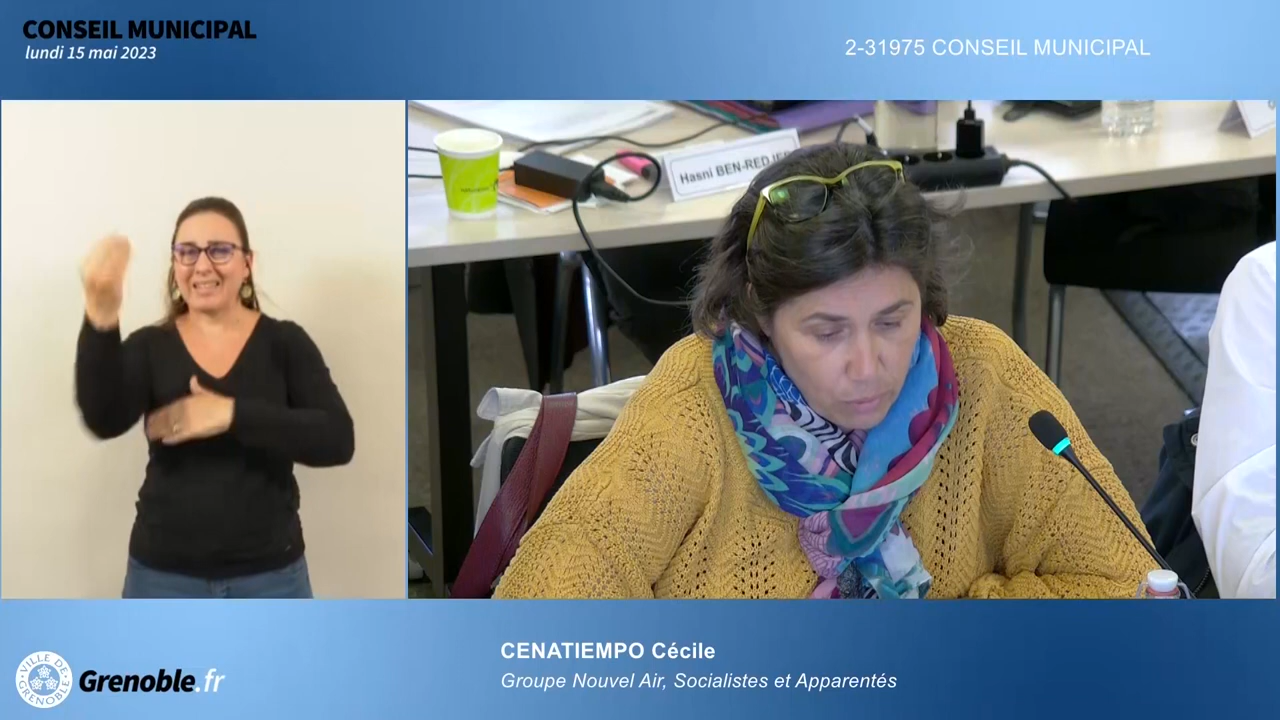 CONSEIL MUNICIPAL
lundi 15 mai 2023
2-31975 CONSEIL MUNICIPAL
Hasni BEN-REDJEB
CENATIEMPO Cécile
Groupe Nouvel Air, Socialistes et Apparentés
VILLE DE GRENOBLE
Grenoble.fr